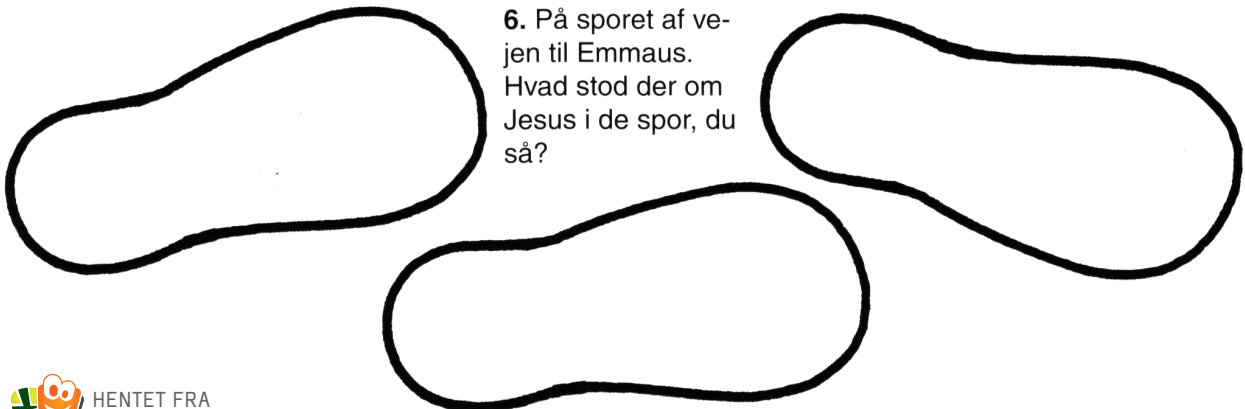 6. På sporet af ve-
jen til Emmaus.
Hvad stod der om
Jesus i de spor, du
så?
HENTET FRA